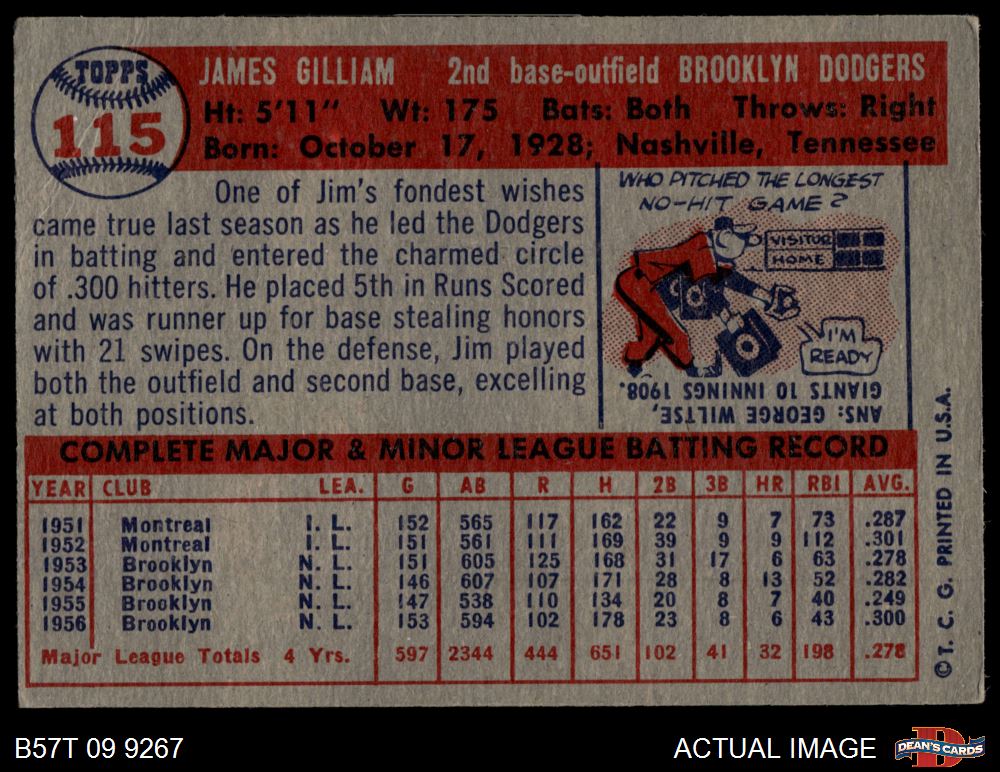 TOPPS
115
JAMES GILLIAM 2nd base-outfield BROOKLYN DODGERS
Ht: 5'11" Wt: 175 Bats: Both Throws: Right
Born: October 17, 1928; Nashville, Tennessee
One of Jim's fondest wishes
came true last season as he led the Dodgers
in batting and entered the charmed circle
of .300 hitters. He placed 5th in Runs Scored
and was runner up for base stealing honors
with 21 swipes. On the defense, Jim played
both the outfield and second base, excelling
at both positions.
WHO PITCHED THE LONGEST
NO-HIT GAME?
VISITOR
HOME
I'M
READY
ANS: GEORGE WILTSE,
GIANTS 10 INNINGS 1908.
COMPLETE MAJOR & MINOR LEAGUE BATTING RECORD
YEAR CLUB LEA. G AB R H 2B 3B HR RBI AVG.
1951 Montreal I. L. 152 565 117 162 22 9 7 73 .287
1952 Montreal I. L. 151 561 111 169 39 9 9 112 .301
1953 Brooklyn N. L. 151 605 125 168 31 17 6 63 .278
1954 Brooklyn N. L. 146 607 107 171 28 8 13 52 .282
1955 Brooklyn N. L. 147 538 110 134 20 8 7 40 .249
1956 Brooklyn N. L. 153 594 102 178 23 8 6 43 .300
Major League Totals 4 Yrs. 597 2344 444 651 102 41 32 198 .278
© T. C. G. PRINTED IN U.S.A.
B57T 09 9267
ACTUAL IMAGE
D
DEAN'S CARDS